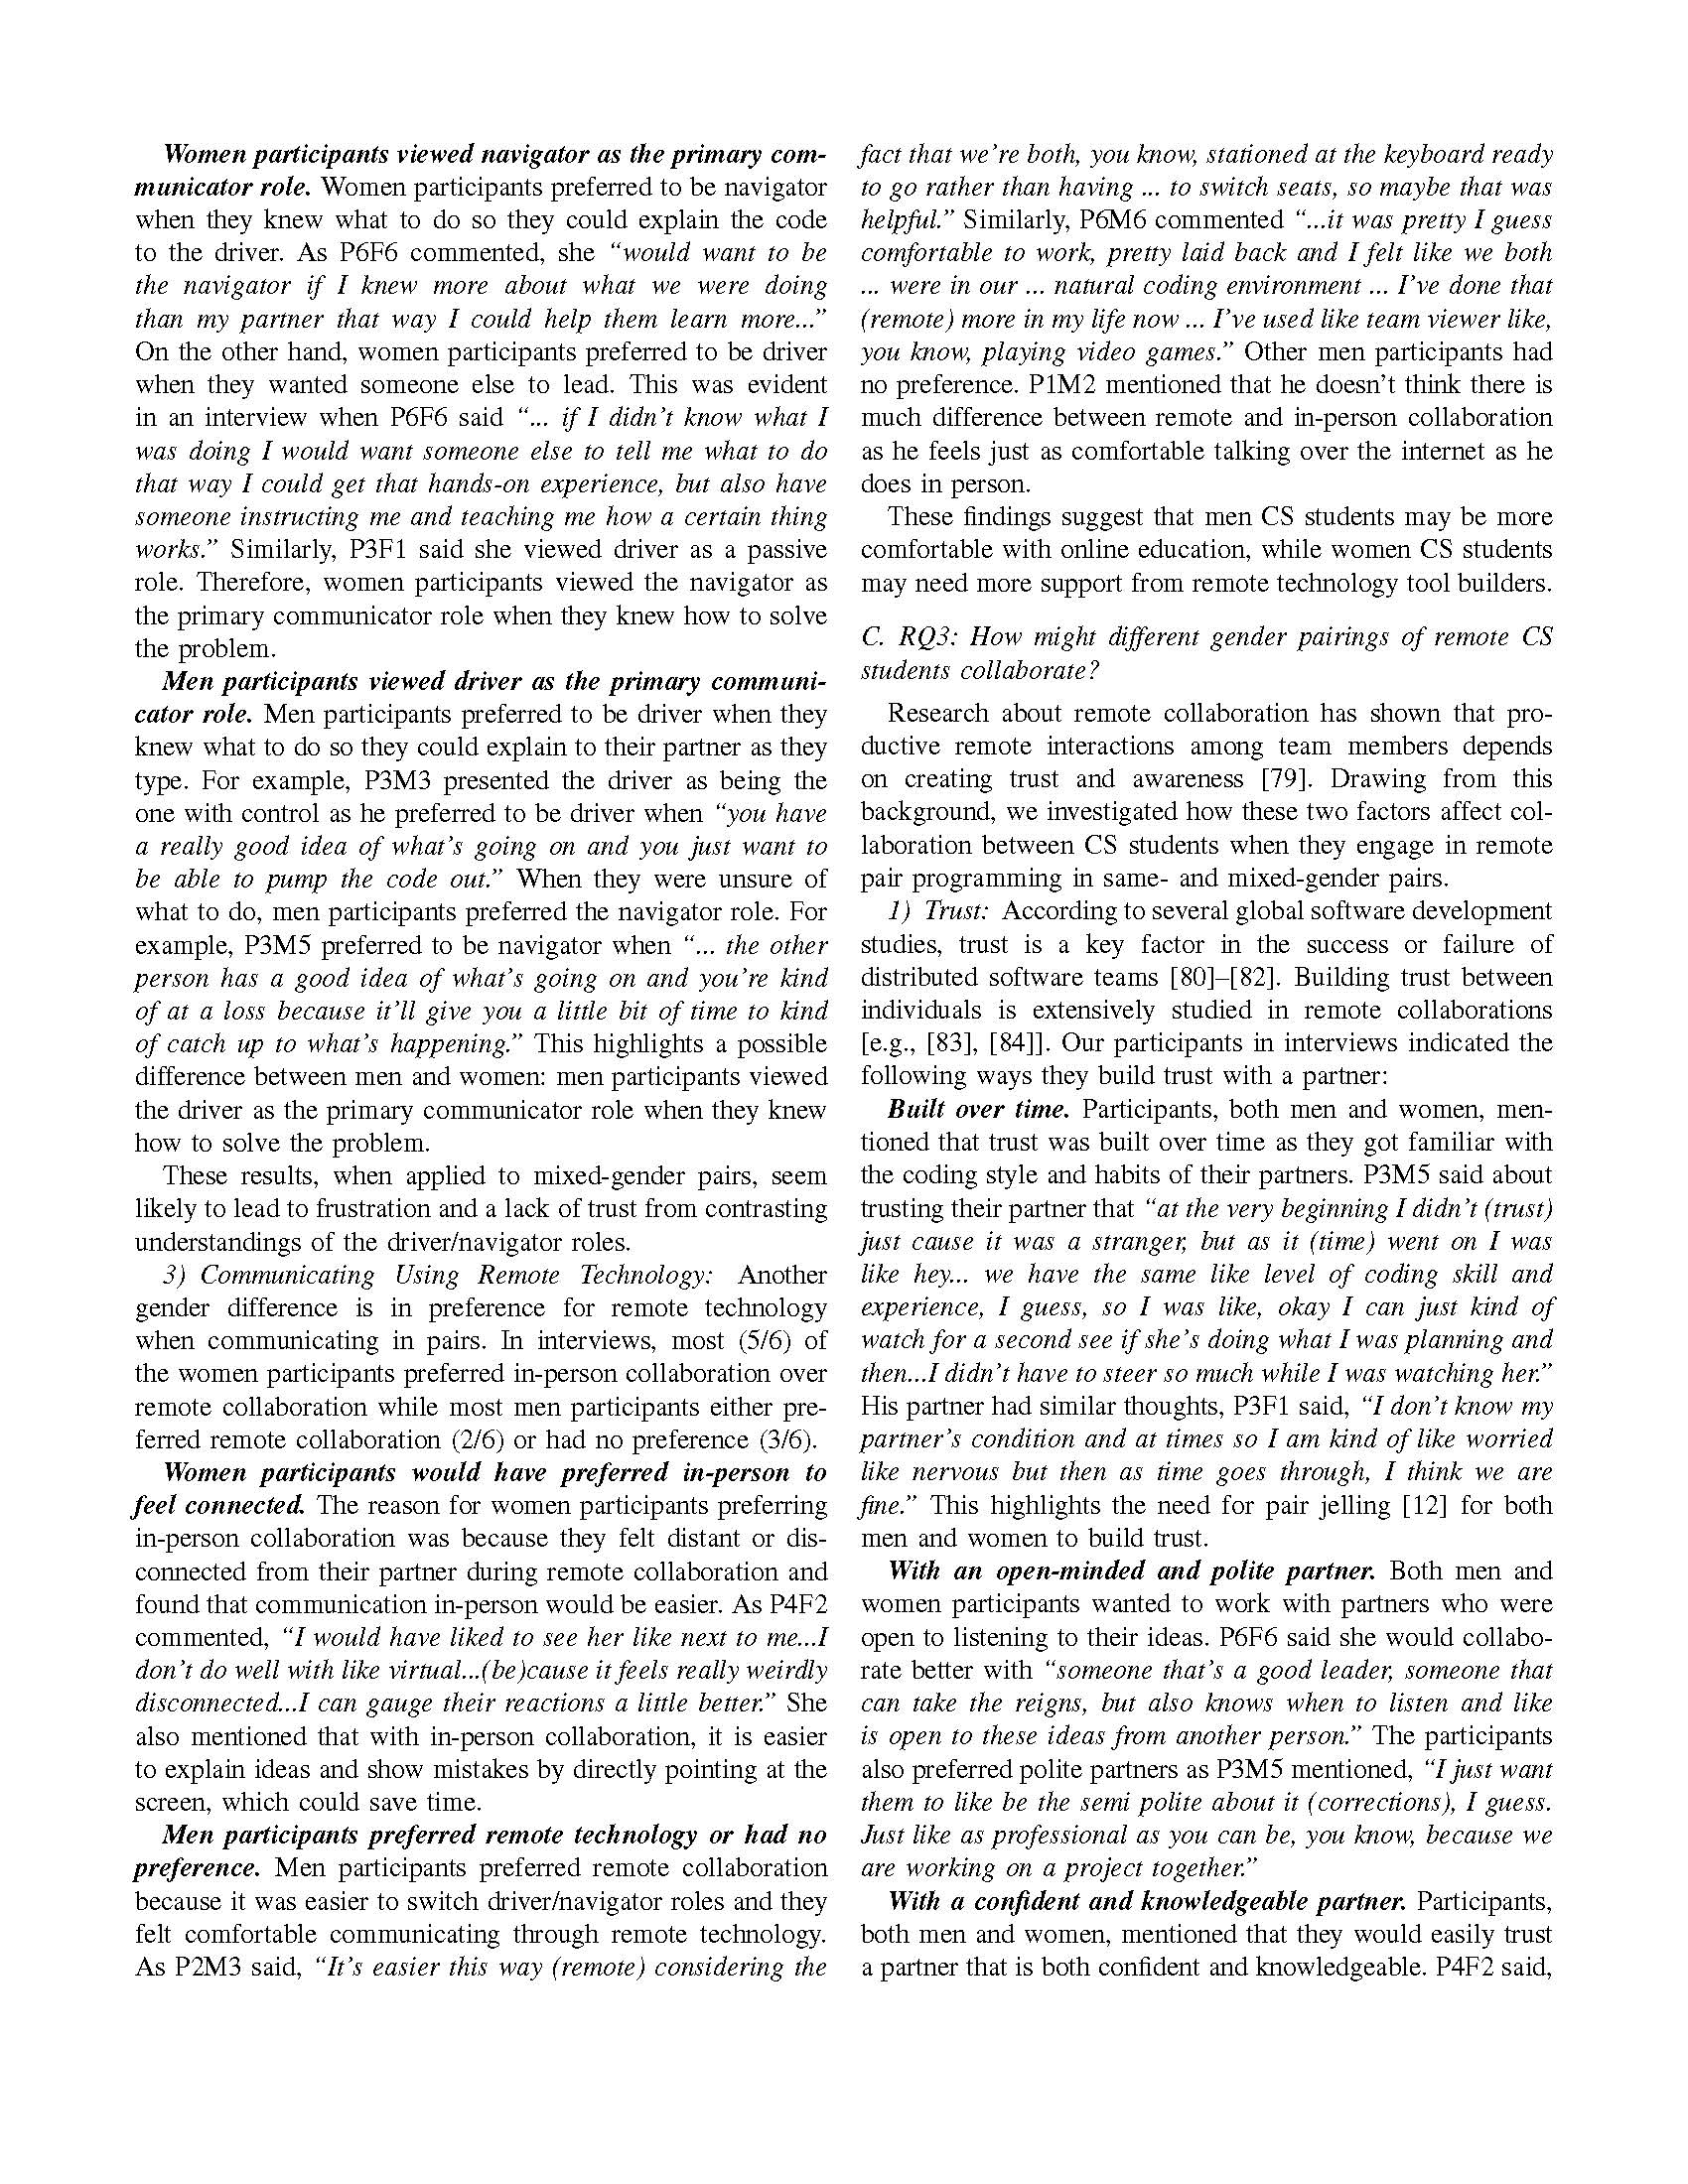 Women participants viewed navigator as the primary com-
municator role. Women participants preferred to be navigator
when they knew what to do so they could explain the code
to the driver. As P6F6 commented, she “would want to be
the navigator if I knew more about what we were doing
than my partner that way I could help them learn more...”
On the other hand, women participants preferred to be driver
when they wanted someone else to lead. This was evident
in an interview when P6F6 said “... if I didn’t know what I
was doing I would want someone else to tell me what to do
that way I could get that hands-on experience, but also have
someone instructing me and teaching me how a certain thing
works.” Similarly, P3F1 said she viewed driver as a passive
role. Therefore, women participants viewed the navigator as
the primary communicator role when they knew how to solve
the problem.
Men participants viewed driver as the primary communi-
cator role. Men participants preferred to be driver when they
knew what to do so they could explain to their partner as they
type. For example, P3M3 presented the driver as being the
one with control as he preferred to be driver when “you have
a really good idea of what’s going on and you just want to
be able to pump the code out.” When they were unsure of
what to do, men participants preferred the navigator role. For
example, P3M5 preferred to be navigator when “... the other
person has a good idea of what’s going on and you’re kind
of at a loss because it’ll give you a little bit of time to kind
of catch up to what’s happening.” This highlights a possible
difference between men and women: men participants viewed
the driver as the primary communicator role when they knew
how to solve the problem.
These results, when applied to mixed-gender pairs, seem
likely to lead to frustration and a lack of trust from contrasting
understandings of the driver/navigator roles.
3) Communicating Using Remote Technology: Another
gender difference is in preference for remote technology
when communicating in pairs. In interviews, most (5/6) of
the women participants preferred in-person collaboration over
remote collaboration while most men participants either pre-
ferred remote collaboration (2/6) or had no preference (3/6).
Women participants would have preferred in-person to
feel connected. The reason for women participants preferring
in-person collaboration was because they felt distant or dis-
connected from their partner during remote collaboration and
found that communication in-person would be easier. As P4F2
commented, “I would have liked to see her like next to me...I
don’t do well with like virtual...(be)cause it feels really weirdly
disconnected...I can gauge their reactions a little better.” She
also mentioned that with in-person collaboration, it is easier
to explain ideas and show mistakes by directly pointing at the
screen, which could save time.
Men participants preferred remote technology or had no
preference. Men participants preferred remote collaboration
because it was easier to switch driver/navigator roles and they
felt comfortable communicating through remote technology.
As P2M3 said, “It’s easier this way (remote) considering the
fact that we’re both, you know, stationed at the keyboard ready
to go rather than having ... to switch seats, so maybe that was
helpful.” Similarly, P6M6 commented “...it was pretty I guess
comfortable to work, pretty laid back and I felt like we both
... were in our ... natural coding environment ... I’ve done that
(remote) more in my life now ... I’ve used like team viewer like,
you know, playing video games.” Other men participants had
no preference. P1M2 mentioned that he doesn’t think there is
much difference between remote and in-person collaboration
as he feels just as comfortable talking over the internet as he
does in person.
These findings suggest that men CS students may be more
comfortable with online education, while women CS students
may need more support from remote technology tool builders.
C. RQ3: How might different gender pairings of remote CS
students collaborate?
Research about remote collaboration has shown that pro-
ductive remote interactions among team members depends
on creating trust and awareness [79]. Drawing from this
background, we investigated how these two factors affect col-
laboration between CS students when they engage in remote
pair programming in same- and mixed-gender pairs.
1) Trust: According to several global software development
studies, trust is a key factor in the success or failure of
distributed software teams [80]–[82]. Building trust between
individuals is extensively studied in remote collaborations
[e.g., [83], [84]]. Our participants in interviews indicated the
following ways they build trust with a partner:
Built over time. Participants, both men and women, men-
tioned that trust was built over time as they got familiar with
the coding style and habits of their partners. P3M5 said about
trusting their partner that “at the very beginning I didn’t (trust)
just cause it was a stranger, but as it (time) went on I was
like hey... we have the same like level of coding skill and
experience, I guess, so I was like, okay I can just kind of
watch for a second see if she’s doing what I was planning and
then...I didn’t have to steer so much while I was watching her.”
His partner had similar thoughts, P3F1 said, “I don’t know my
partner’s condition and at times so I am kind of like worried
like nervous but then as time goes through, I think we are
fine.” This highlights the need for pair jelling [12] for both
men and women to build trust.
With an open-minded and polite partner. Both men and
women participants wanted to work with partners who were
open to listening to their ideas. P6F6 said she would collabo-
rate better with “someone that’s a good leader, someone that
can take the reigns, but also knows when to listen and like
is open to these ideas from another person.” The participants
also preferred polite partners as P3M5 mentioned, “I just want
them to like be the semi polite about it (corrections), I guess.
Just like as professional as you can be, you know, because we
are working on a project together.”
With a confident and knowledgeable partner. Participants,
both men and women, mentioned that they would easily trust
a partner that is both confident and knowledgeable. P4F2 said,